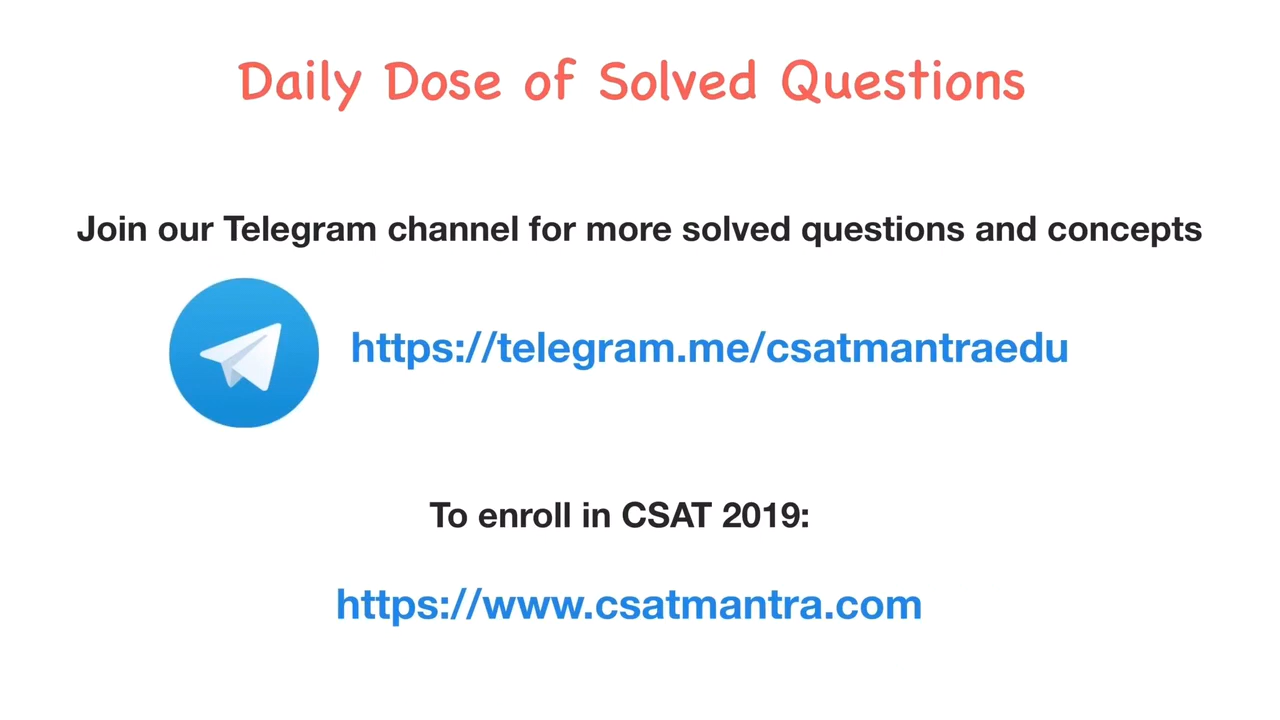 Daily Dose of Solved Questions
Join our Telegram channel for more solved questions and concepts
https://telegram.me/csatmantraedu
To enroll in CSAT 2019:
https://www.csatmantra.com